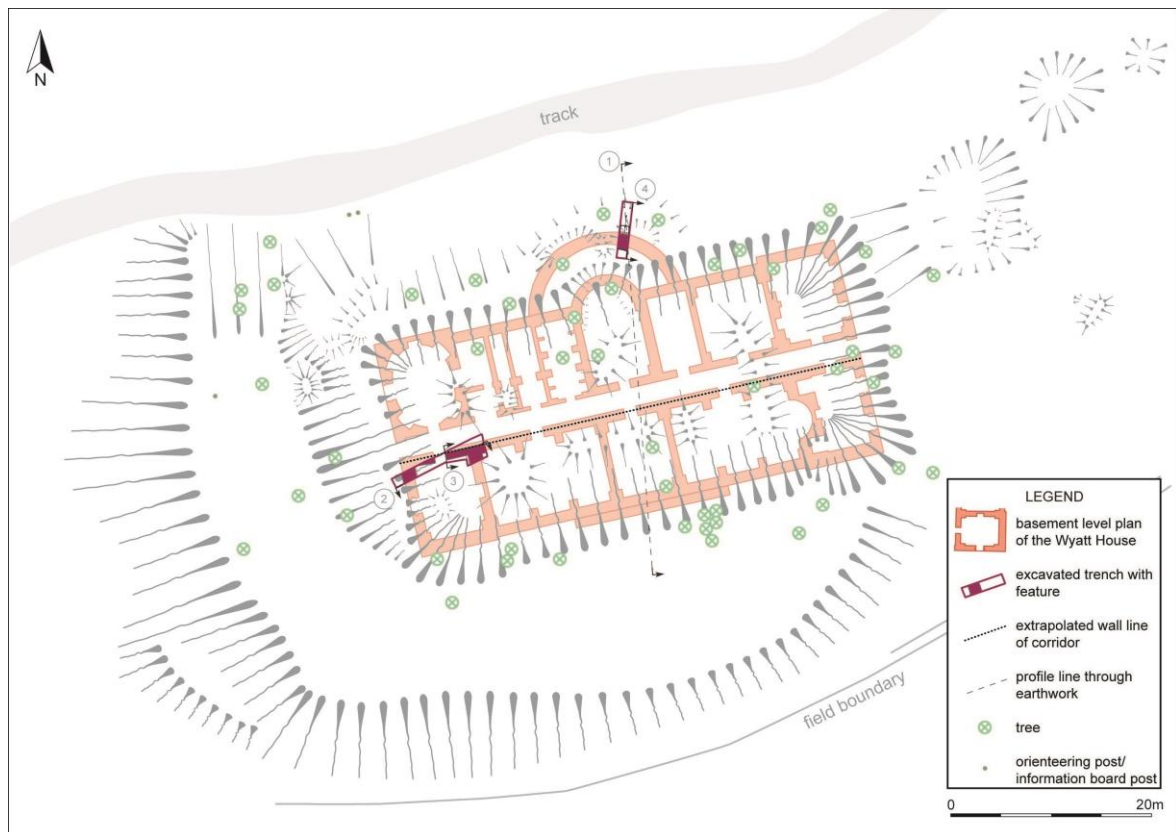 N
track
1
4
2
3
field boundary
LEGEND
basement level plan
of the Wyatt House
excavated trench with
feature
extrapolated wall line
of corridor
profile line through
earthwork
tree
orienteering post/
information board post
0
20m